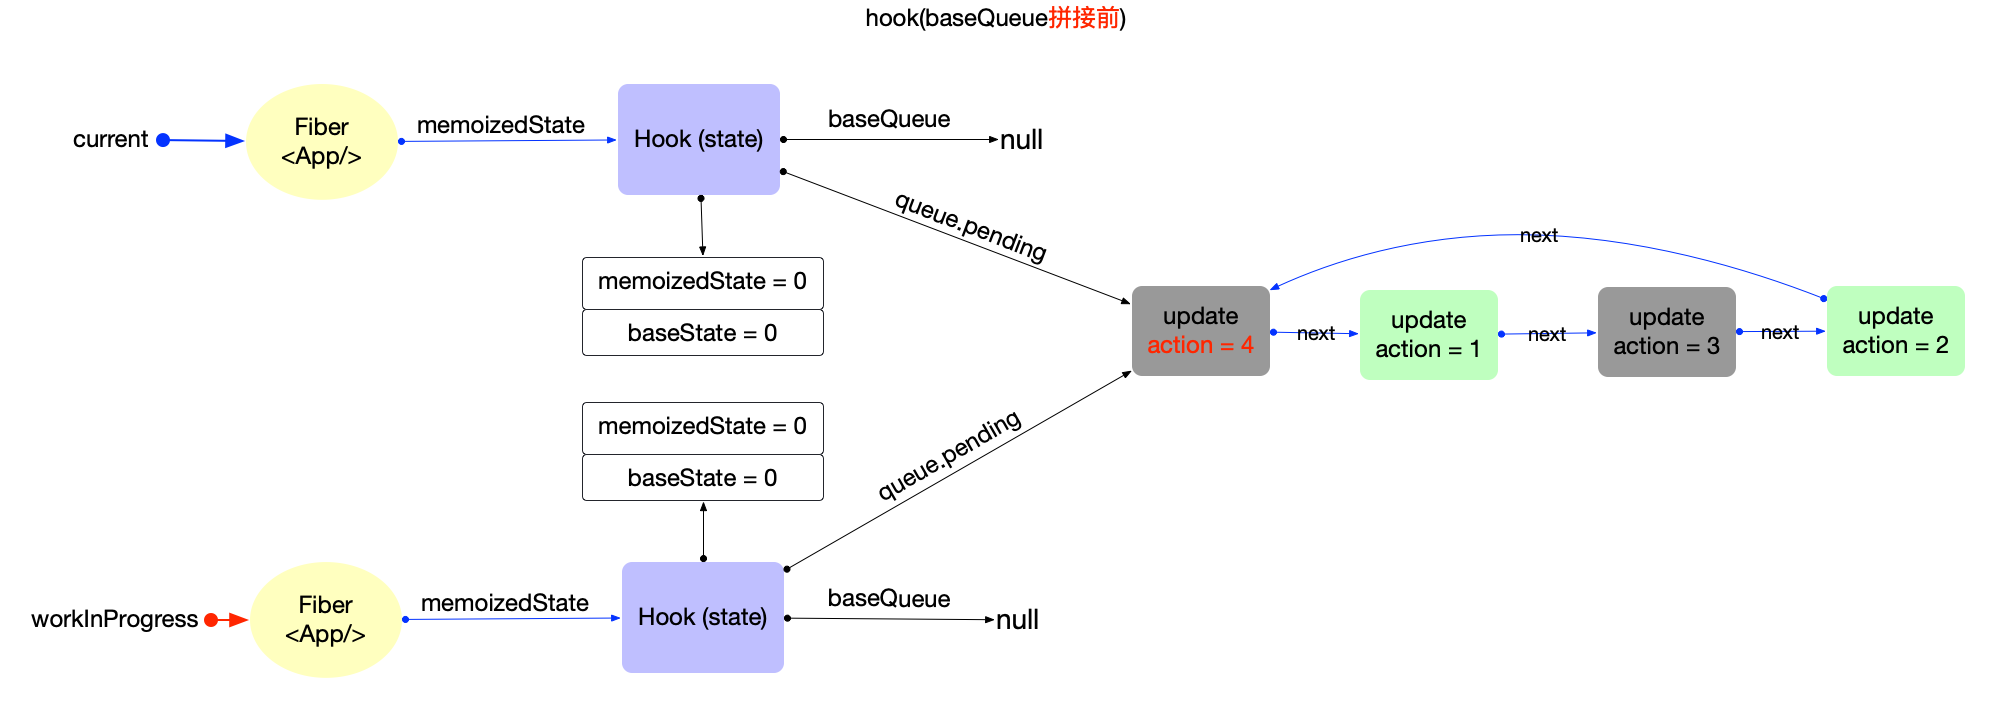 hook(baseQueue拼接前)
current
Fiber
<App/>
memoizedState
Hook (state)
baseQueue
null
queue.pending
memoizedState = 0
baseState = 0
next
update
action = 4
next
update
action = 1
next
update
action = 3
next
update
action = 2
memoizedState = 0
baseState = 0
queue.pending
workInProgress
Fiber
<App/>
memoizedState
Hook (state)
baseQueue
null